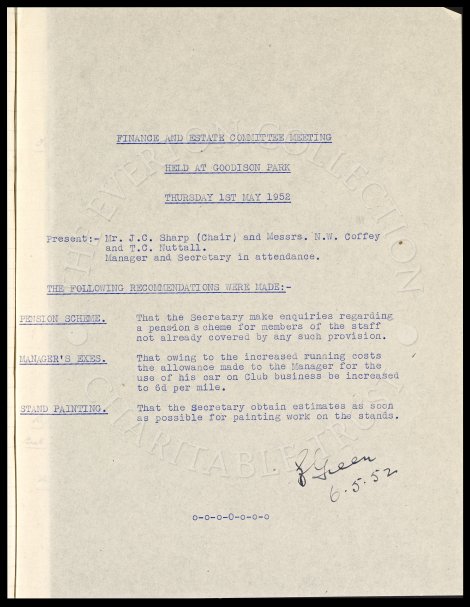 FINANCE AND ESTATE COMMITTEE MEETING
HELD AT GOODISON PARK
THURSDAY 1ST MAY 1952
Present:- Mr. J.C. Sharp (Chair) and Messrs. N.W. Coffey
and T.C. Nuttall.
Manager and Secretary in attendance.
THE FOLLOWING RECOMMENDATIONS WERE MADE:-
PENSION SCHEME. That the Secretary make enquiries regarding
a pension scheme for members of the staff
not already covered by any such provision.
MANAGER'S EXES. That owing to the increased running costs
the allowance made to the Manager for the
use of his car on Club business be increased
to 6d per mile.
STAND PAINTING. That the Secretary obtain estimates as soon
as possible for painting work on the stands.
Green
6.5.52
o-o-o-O-o-o-o
THE EVERTON COLLECTION
CHARITABLE TRUST